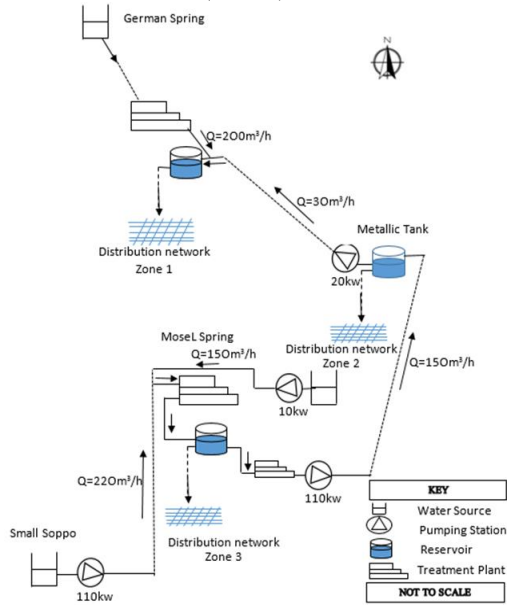 German Spring
Q=200m³/h
Q=30m³/h
Metallic Tank
Distribution network
Zone 1
20kw
MoseL Spring
Q=150m³/h
Distribution network
Zone 2
Q=150m³/h
10kw
Q=220m³/h
110kw
KEY
Water Source
Pumping Station
Reservoir
Treatment Plant
NOT TO SCALE
Small Soppo
Distribution network
Zone 3
110kw